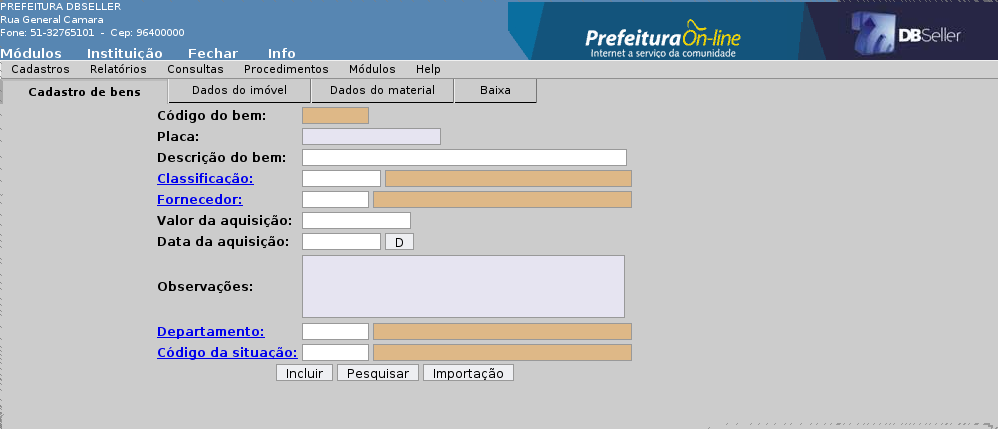 PREFEITURA DBSELLER
Rua General Camara
Fone: 51-32765101 - Cep: 96400000
Prefeitura On-line
Internet a serviço da comunidade
DBSeller
Módulos Instituição Fechar Info
Cadastros Relatórios Consultas Procedimentos Módulos Help
Cadastro de bens Dados do imóvel Dados do material Baixa
Código do bem:
Placa:
Descrição do bem:
Classificação:
Fornecedor:
Valor da aquisição:
Data da aquisição: D
Observações:
Departamento:
Código da situação:
Incluir Pesquisar Importação